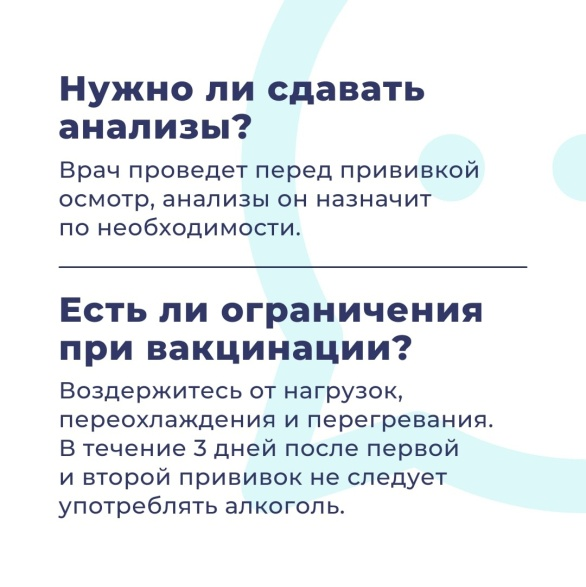 Нужно ли сдавать
анализы?
Врач проведет перед прививкой
осмотр, анализы он назначит
по необходимости.
Есть ли ограничения
при вакцинации?
Воздержитесь от нагрузок,
переохлаждения и перегревания.
В течение 3 дней после первой
и второй прививок не следует
употреблять алкоголь.